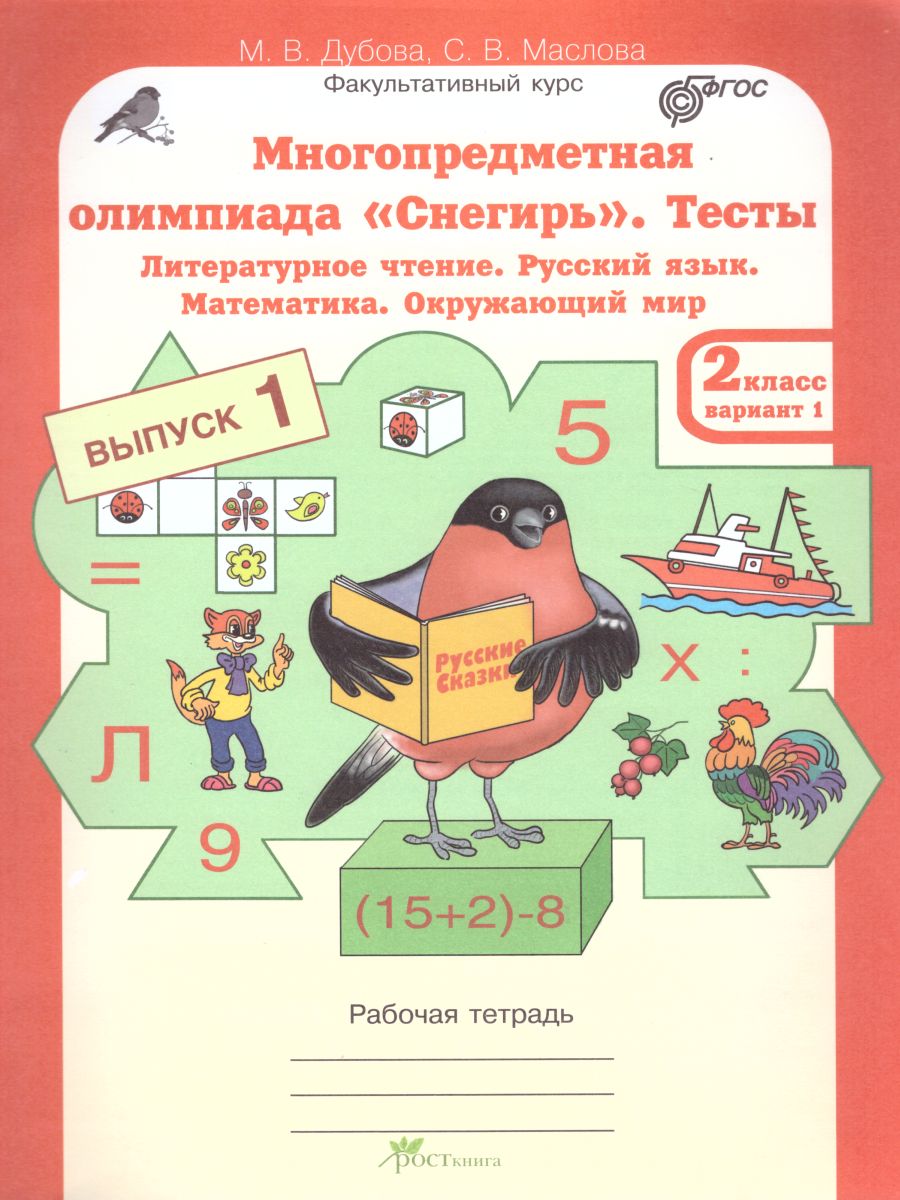 М. В. Дубова, С. В. Маслова
Факультативный курс
ФГОС
Многопредметная
олимпиада «Снегирь». Тесты
Литературное чтение. Русский язык.
Математика. Окружающий мир
2 класс
вариант 1
ВЫПУСК 1
5
=
Русские
Сказки
х :
Л
9
(15+2)-8
Рабочая тетрадь
РОСТкнига